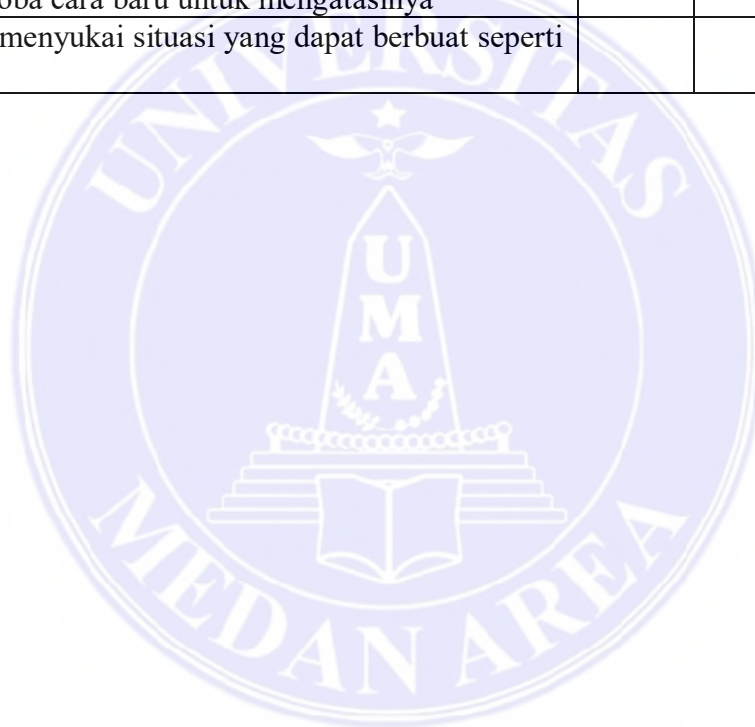 oba cara baru untuk mengatasinya
menyukai situasi yang dapat berbuat seperti
UNIVERSITAS
U
M
A
MEDAN AREA